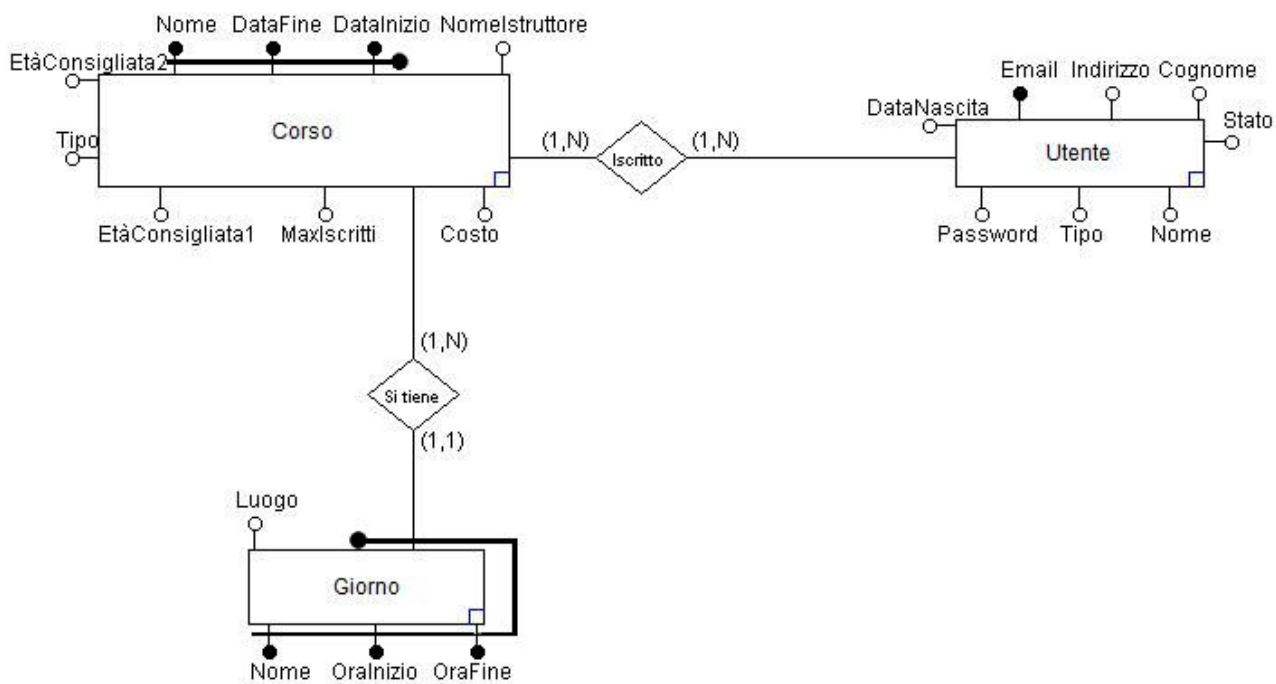 Nome DataFine DataInizio NomeIstruttore
EtàConsigliata2
Corso
Tipo
EtàConsigliata1 MaxIscritti Costo
(1,N) Iscritto (1,N)
Email Indirizzo Cognome
DataNascita
Stato
Utente
Password Tipo Nome
(1,N)
Si tiene
(1,1)
Luogo
Giorno
Nome OraInizio OraFine